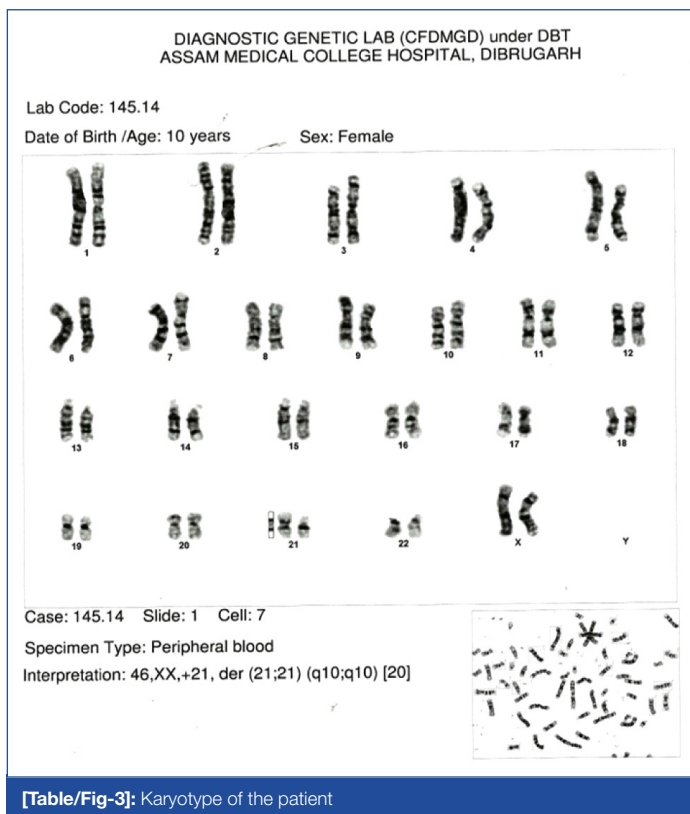 DIAGNOSTIC GENETIC LAB (CFDMGD) under DBT
ASSAM MEDICAL COLLEGE HOSPITAL, DIBRUGARH
Lab Code: 145.14
Date of Birth /Age: 10 years Sex: Female
1 2 3 4 5
6 7 8 9 10 11 12
13 14 15 16 17 18
19 20 21 22 X Y
Case: 145.14 Slide: 1 Cell: 7
Specimen Type: Peripheral blood
Interpretation: 46,XX,+21, der (21;21) (q10;q10) [20]
[Table/Fig-3]: Karyotype of the patient